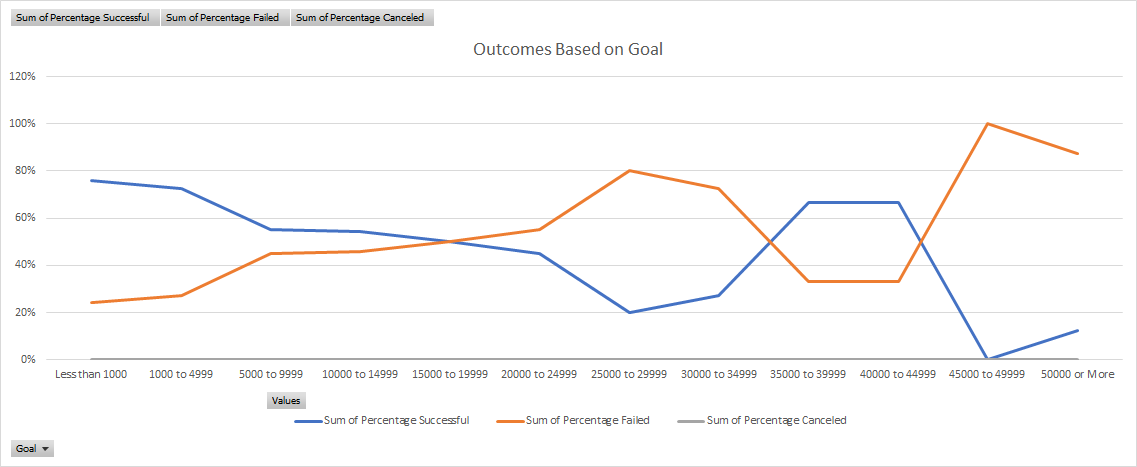 Sum of Percentage Successful Sum of Percentage Failed Sum of Percentage Canceled
Outcomes Based on Goal
120%
100%
80%
60%
40%
20%
0%
Less than 1000 1000 to 4999 5000 to 9999 10000 to 14999 15000 to 19999 20000 to 24999 25000 to 29999 30000 to 34999 35000 to 39999 40000 to 44999 45000 to 49999 50000 or More
Values
Sum of Percentage Successful Sum of Percentage Failed Sum of Percentage Canceled
Goal